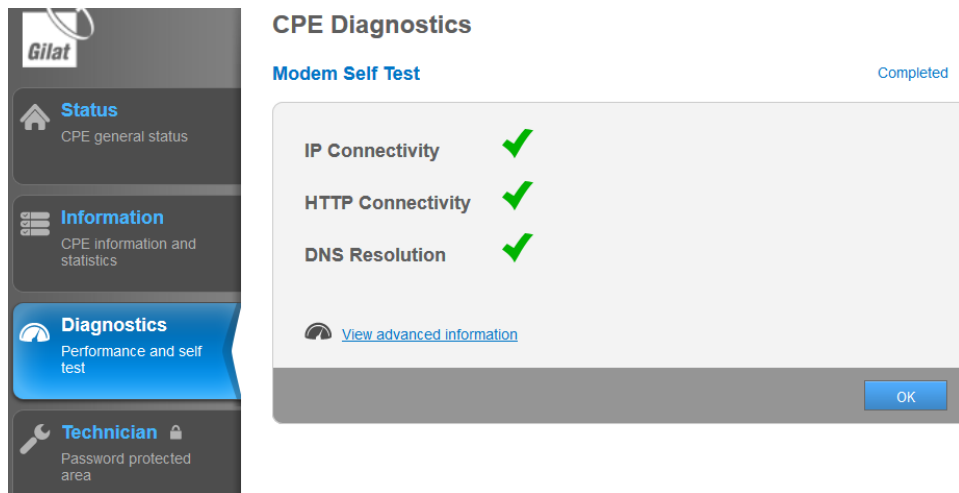 Gilat
Status
CPE general status
Information
CPE information and
statistics
Diagnostics
Performance and self
test
Technician
Password protected
area
CPE Diagnostics
Modem Self Test
Completed
IP Connectivity
HTTP Connectivity
DNS Resolution
View advanced information
OK